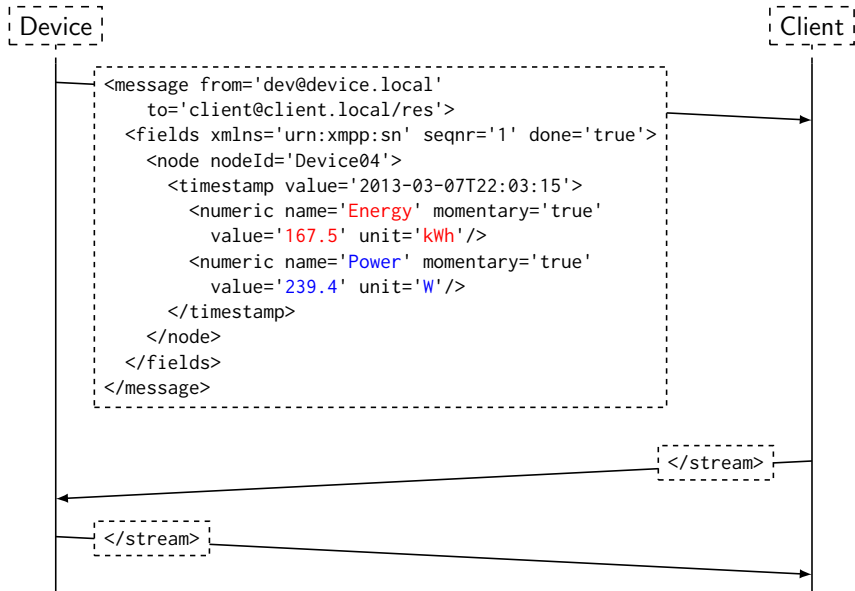 Device
Client
<message from='dev@device.local'
to='client@client.local/res'>
<fields xmlns='urn:xmpp:sn' seqnr='1' done='true'>
<node nodeId='Device04'>
<timestamp value='2013-03-07T22:03:15'>
<numeric name='Energy' momentary='true'
value='167.5' unit='kWh'/>
<numeric name='Power' momentary='true'
value='239.4' unit='W'/>
</timestamp>
</node>
</fields>
</message>
</stream>
</stream>